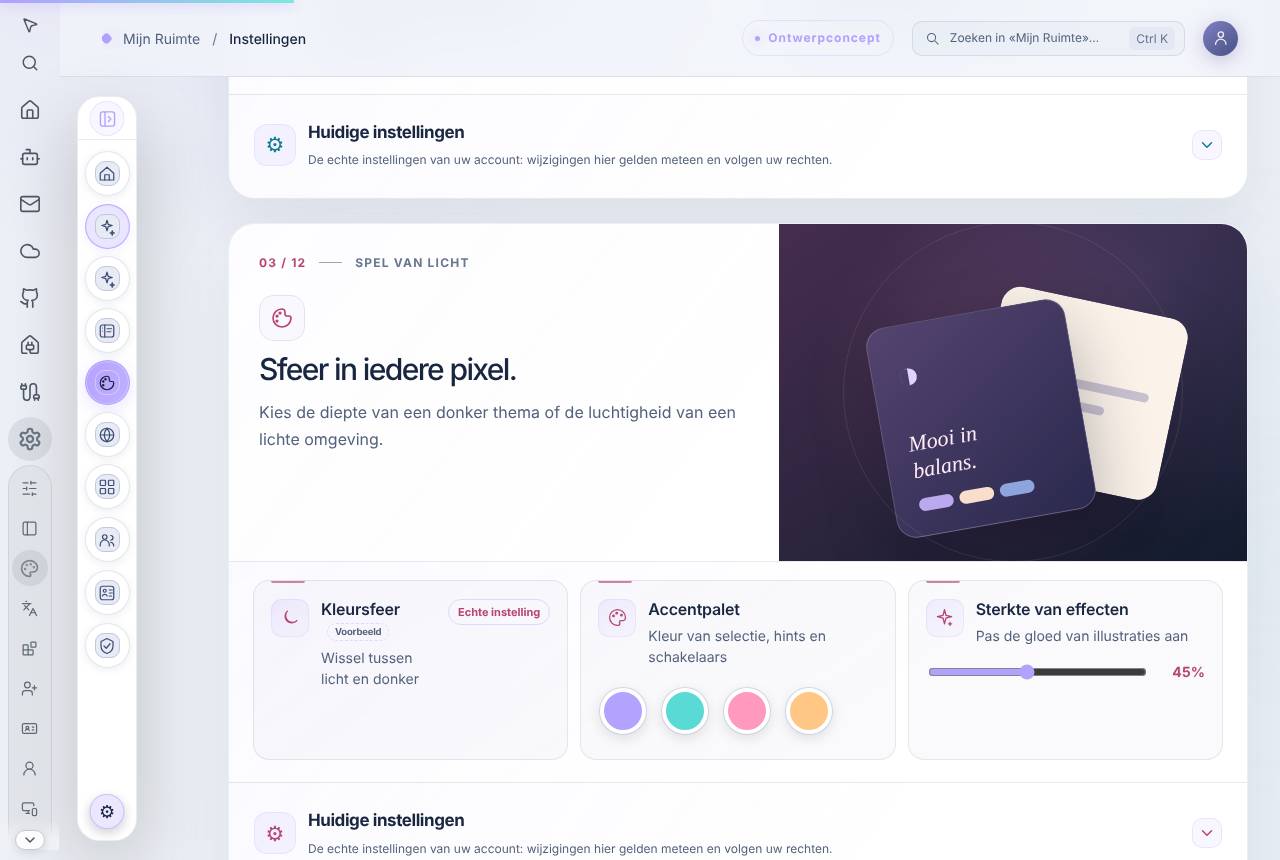 Mijn Ruimte / Instellingen
Ontwerpconcept
Zoeken in «Mijn Ruimte»...
Ctrl K
Huidige instellingen
De echte instellingen van uw account: wijzigingen hier gelden meteen en volgen uw rechten.
03 / 12 — SPEL VAN LICHT
Sfeer in iedere pixel.
Kies de diepte van een donker thema of de luchtigheid van een
lichte omgeving.
Mooi in
balans.
Kleursfeer
Echte instelling
Voorbeeld
Wissel tussen
licht en donker
Accentpalet
Kleur van selectie, hints en
schakelaars
Sterkte van effecten
Pas de gloed van illustraties aan
45%
Huidige instellingen
De echte instellingen van uw account: wijzigingen hier gelden meteen en volgen uw rechten.